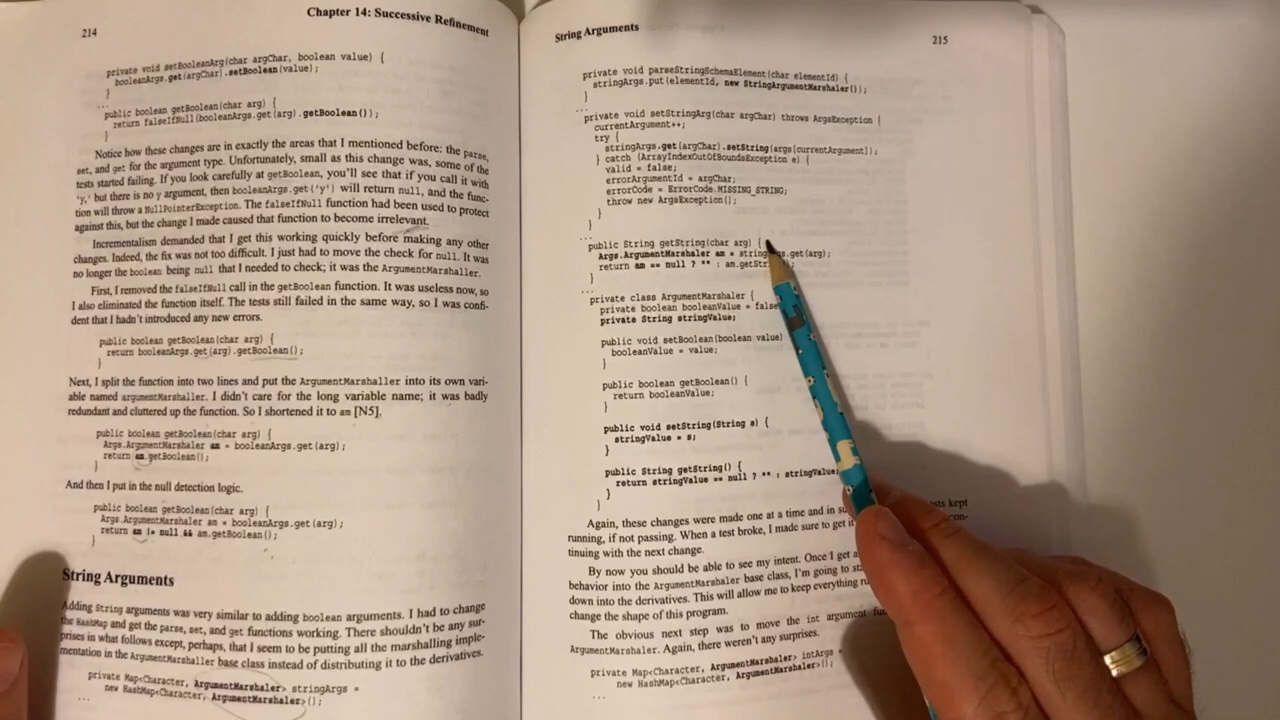 214
Chapter 14: Successive Refinement
private void setBooleanArg(char argChar, boolean value) {
booleanArgs.get(argChar).setBoolean(value);
}
...
public boolean getBoolean(char arg) {
return falseIfNull(booleanArgs.get(arg).getBoolean());
}
Notice how these changes are in exactly the areas that I mentioned before: the parse,
set, and get for the argument type. Unfortunately, small as this change was, some of the
tests started failing. If you look carefully at getBoolean, you'll see that if you call it with
'y,' but there is no y argument, then booleanArgs.get('y') will return null, and the func-
tion will throw a NullPointerException. The falseIfNull function had been used to protect
against this, but the change I made caused that function to become irrelevant.
Incrementalism demanded that I get this working quickly before making any other
changes. Indeed, the fix was not too difficult. I just had to move the check for null. It was
no longer the boolean being null that I needed to check; it was the ArgumentMarshaller.
First, I removed the falseIfNull call in the getBoolean function. It was useless now, so
I also eliminated the function itself. The tests still failed in the same way, so I was confi-
dent that I hadn't introduced any new errors.
public boolean getBoolean(char arg) {
return booleanArgs.get(arg).getBoolean();
}
Next, I split the function into two lines and put the ArgumentMarshaller into its own vari-
able named argumentMarshaller. I didn't care for the long variable name; it was badly
redundant and cluttered up the function. So I shortened it to am [N5].
public boolean getBoolean(char arg) {
Args.ArgumentMarshaler am = booleanArgs.get(arg);
return am.getBoolean();
}
And then I put in the null detection logic.
public boolean getBoolean(char arg) {
Args.ArgumentMarshaler am = booleanArgs.get(arg);
return am != null && am.getBoolean();
}
String Arguments
Adding String arguments was very similar to adding boolean arguments. I had to change
the HashMap and get the parse, set, and get functions working. There shouldn't be any sur-
prises in what follows except, perhaps, that I seem to be putting all the marshalling imple-
mentation in the ArgumentMarshaller base class instead of distributing it to the derivatives.
private Map<Character, ArgumentMarshaler> stringArgs =
new HashMap<Character, ArgumentMarshaler>();
...
String Arguments
215
private void parseStringSchemaElement(char elementId) {
stringArgs.put(elementId, new StringArgumentMarshaler());
}
...
private void setStringArg(char argChar) throws ArgsException {
currentArgument++;
try {
stringArgs.get(argChar).setString(args[currentArgument]);
} catch (ArrayIndexOutOfBoundsException e) {
valid = false;
errorArgumentId = argChar;
errorCode = ErrorCode.MISSING_STRING;
throw new ArgsException();
}
}
...
public String getString(char arg) {
Args.ArgumentMarshaler am = .get(arg);
return am == null ? "" :
}
...
private class ArgumentMarshaler {
private boolean booleanValue = false
private String stringValue;
public void setBoolean(boolean value)
booleanValue = value;
}
public boolean getBoolean() {
return booleanValue;
}
public void setString(String s) {
stringValue = s;
}
public String getString() {
return stringValue == null ? "" : stringValue;
}
}
Again, these changes were made one at a time and in kept
running, if not passing. When a test broke, I made sure to get con-
tinuing with the next change.
By now you should be able to see my intent. Once I get
behavior into the ArgumentMarshaler base class, I'm going to
down into the derivatives. This will allow me to keep everything
change the shape of this program.
The obvious next step was to move the int argument
ArgumentMarshaler. Again, there weren't any surprises.
private Map<Character, ArgumentMarshaler> intArgs =
new HashMap<Character, ArgumentMarshaler>();
...